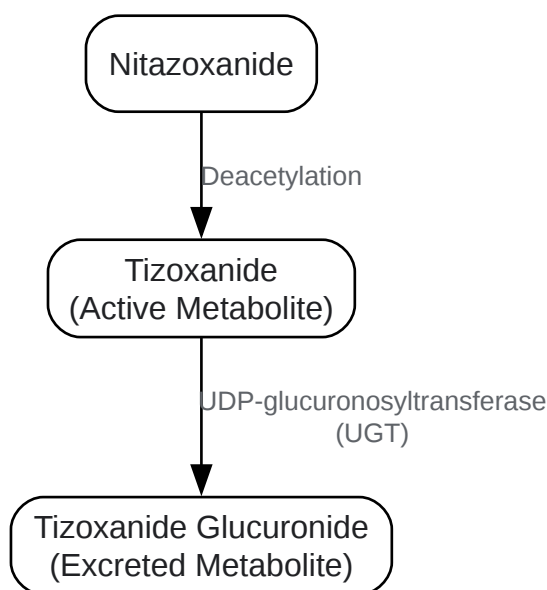 Nitazoxanide
Deacetylation
Tizoxanide
(Active Metabolite)
UDP-glucuronosyltransferase
(UGT)
Tizoxanide Glucuronide
(Excreted Metabolite)